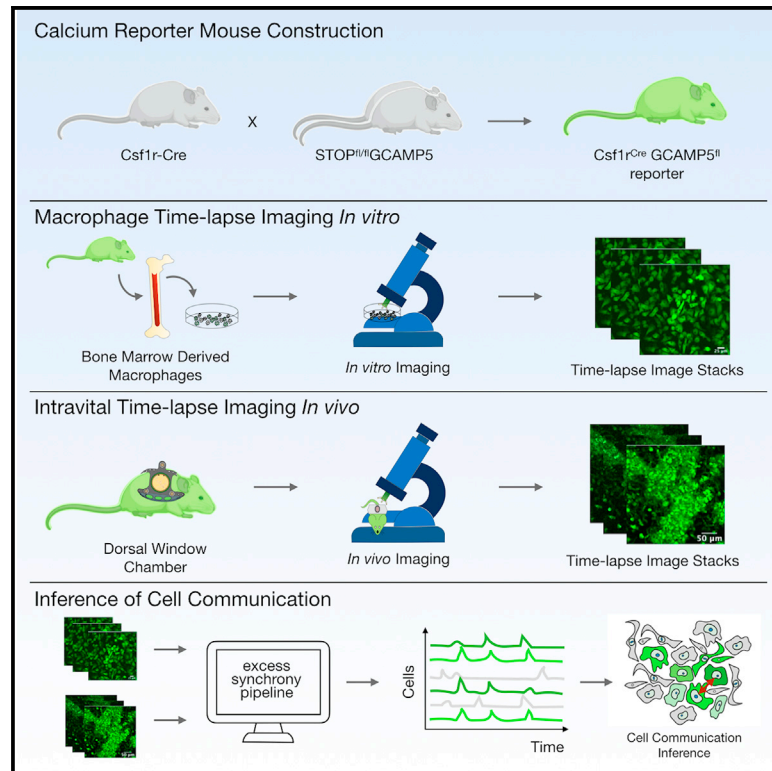 Calcium Reporter Mouse Construction
Csf1r-Cre
X
STOPfl/flGCAMP5
Csf1rCre GCAMP5fl
reporter
Macrophage Time-lapse Imaging In vitro
25 µm
Bone Marrow Derived
Macrophages
In vitro Imaging
Time-lapse Image Stacks
Intravital Time-lapse Imaging In vivo
50 µm
Dorsal Window
Chamber
In vivo Imaging
Time-lapse Image Stacks
Inference of Cell Communication
excess
synchrony
pipeline
Cells
Time
Cell Communication
Inference